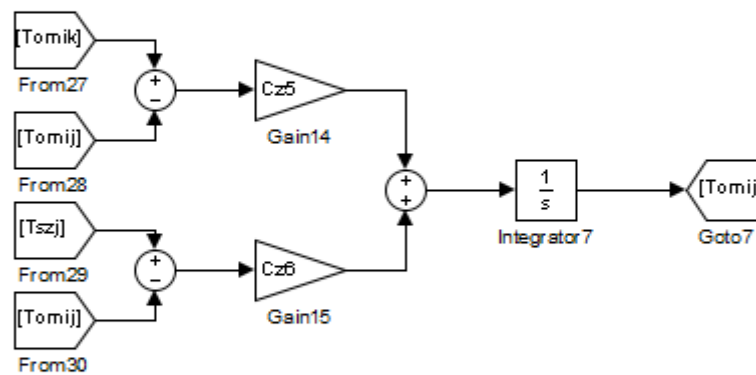 [Tomik]
+
−
From27
Cz5
Gain14
[Tomij]
From28
+
+
1
s
Integrator7
[Tomij
Goto7
[Tszj]
+
−
From29
Cz6
Gain15
[Tomij]
From30